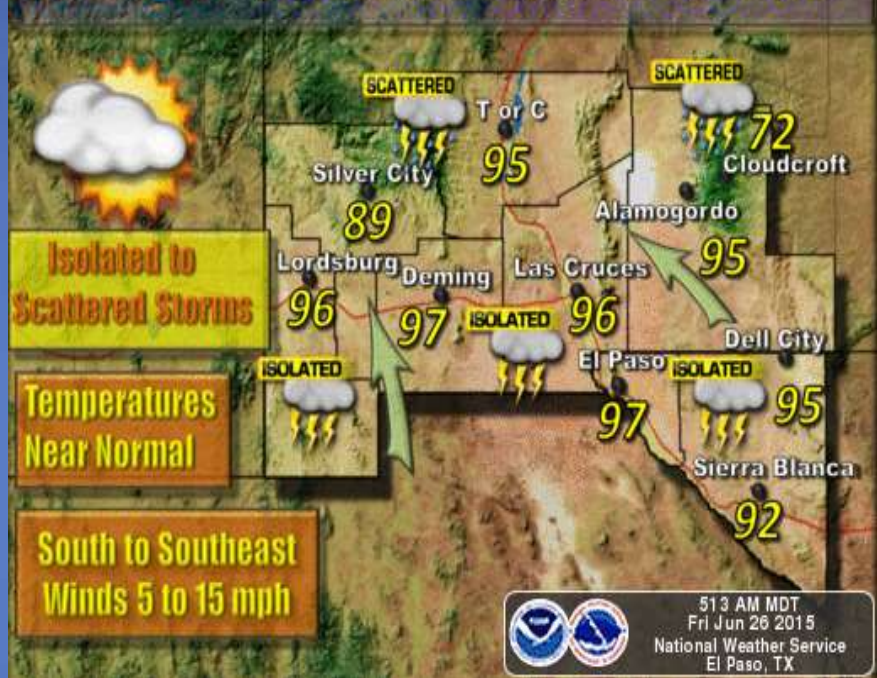 SCATTERED
SCATTERED
T or C
72
95
Cloudcroft
Silver City
89
Alamogordo
95
Isolated to
Scattered Storms
Lordsburg
96
Deming
97
Las Cruces
96
ISOLATED
Dell City
95
El Paso
97
ISOLATED
ISOLATED
Temperatures
Near Normal
Sierra Blanca
92
South to Southeast
Winds 5 to 15 mph
513 AM MDT
Fri Jun 26 2015
National Weather Service
El Paso, TX